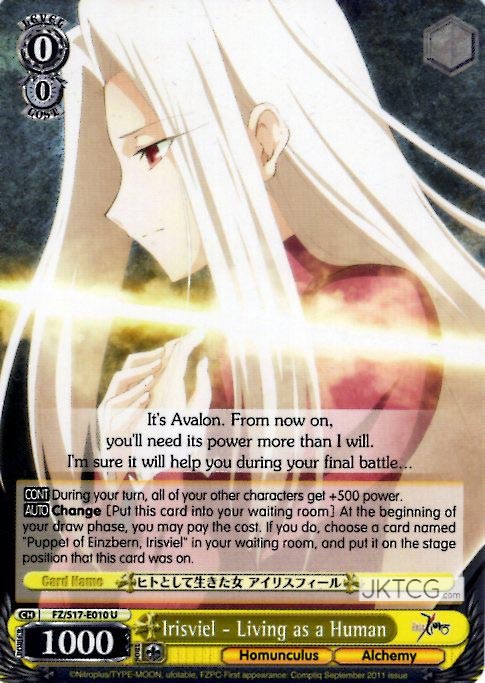 LEVEL
0
0
COST
It's Avalon. From now on,
you'll need its power more than I will.
I'm sure it will help you during your final battle...
CONT During your turn, all of your other characters get +500 power.
AUTO Change [Put this card into your waiting room] At the beginning of
your draw phase, you may pay the cost. If you do, choose a card named
"Puppet of Einzbern, Irisviel" in your waiting room, and put it on the stage
position that this card was on.
Card Name ヒトとして生きた女 アイリスフィール
JKTCG.com
CH FZ/S17-E010 U
1000 Irisviel - Living as a Human
POWER SOUL
Homunculus Alchemy
©Nitroplus/TYPE-MOON, ufotable, FZPC First appearance: Comptiq September 2011 issue